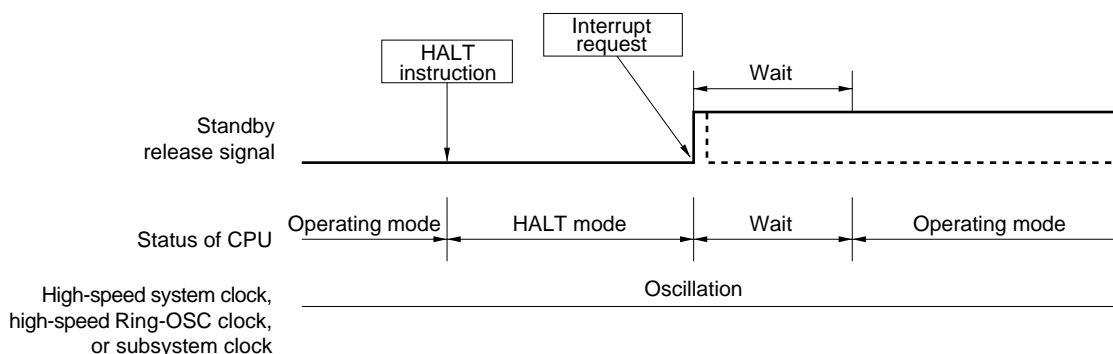 Interrupt
request
HALT
instruction
Wait
Standby
release signal
Operating mode
HALT mode
Wait
Operating mode
Status of CPU
Oscillation
High-speed system clock,
high-speed Ring-OSC clock,
or subsystem clock